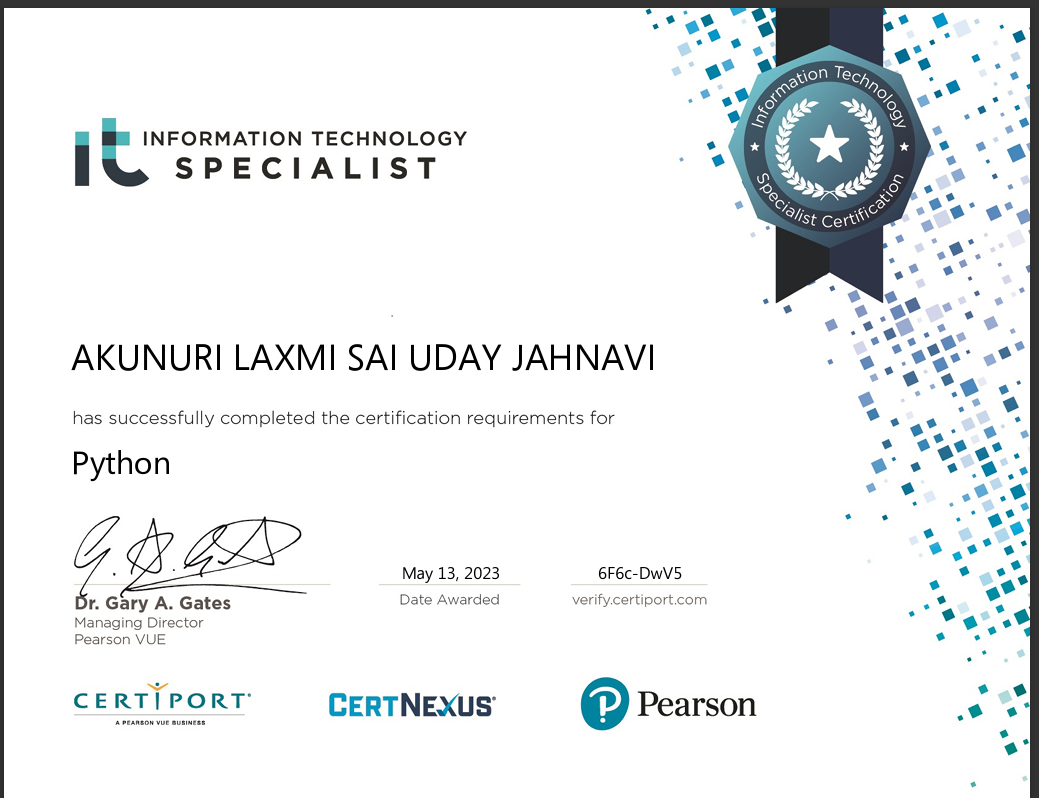 it INFORMATION TECHNOLOGY
SPECIALIST
Information Technology
Specialist Certification
AKUNURI LAXMI SAI UDAY JAHNAVI
has successfully completed the certification requirements for
Python
Dr. Gary A. Gates
Managing Director
Pearson VUE
May 13, 2023
Date Awarded
6F6c-DwV5
verify.certiport.com
CERTIPORT®
A PEARSON VUE BUSINESS
CERTNEXUS®
P Pearson